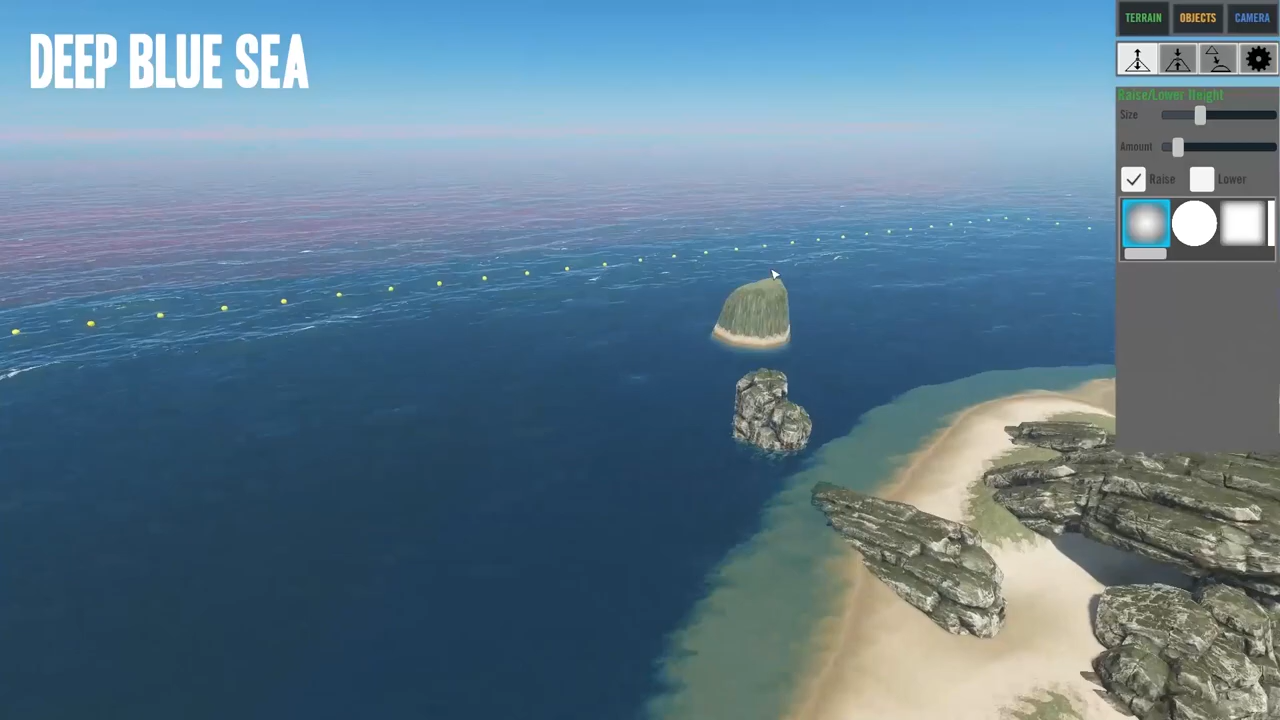 DEEP BLUE SEA
TERRAIN
OBJECTS
CAMERA
Raise/Lower Height
Size
Amount
Raise
Lower